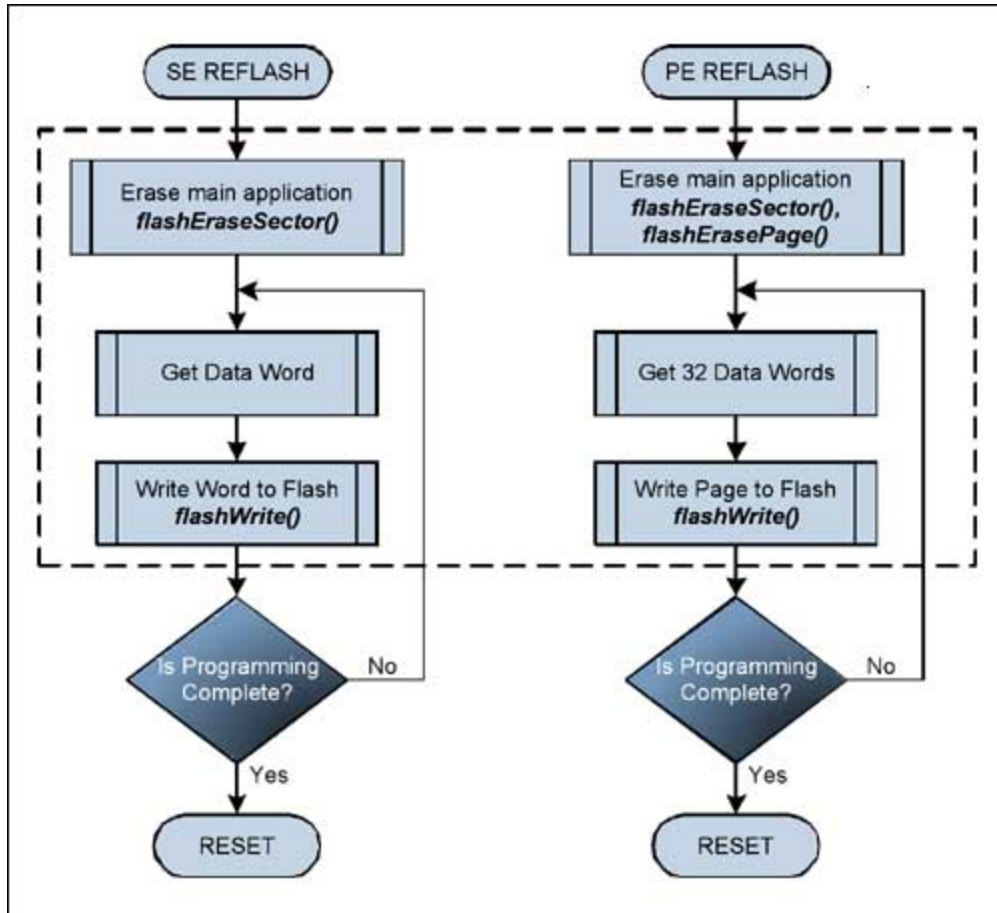 SE REFLASH
Erase main application
flashEraseSector()
Get Data Word
Write Word to Flash
flashWrite()
Is Programming
Complete?
No
Yes
RESET
PE REFLASH
Erase main application
flashEraseSector(),
flashErasePage()
Get 32 Data Words
Write Page to Flash
flashWrite()
Is Programming
Complete?
No
Yes
RESET